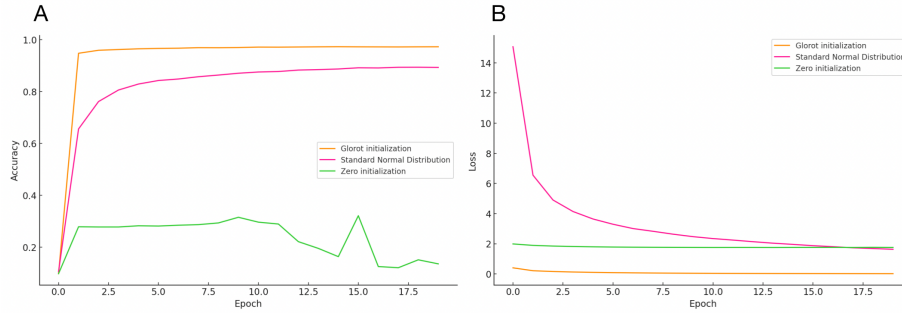 A
1.0
0.8
0.6
0.4
0.2
Accuracy
Glorot initialization
Standard Normal Distribution
Zero initialization
0.0 2.5 5.0 7.5 10.0 12.5 15.0 17.5
Epoch
B
14
12
10
8
6
4
2
0
Loss
Glorot initialization
Standard Normal Distribution
Zero initialization
0.0 2.5 5.0 7.5 10.0 12.5 15.0 17.5
Epoch